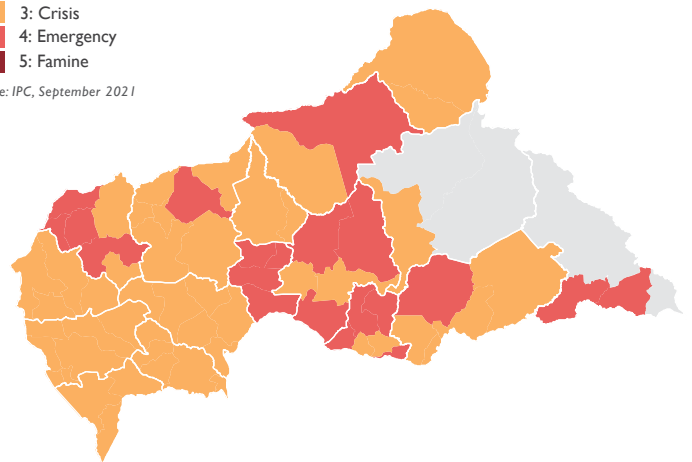 3: Crisis
4: Emergency
5: Famine
e: IPC, September 2021